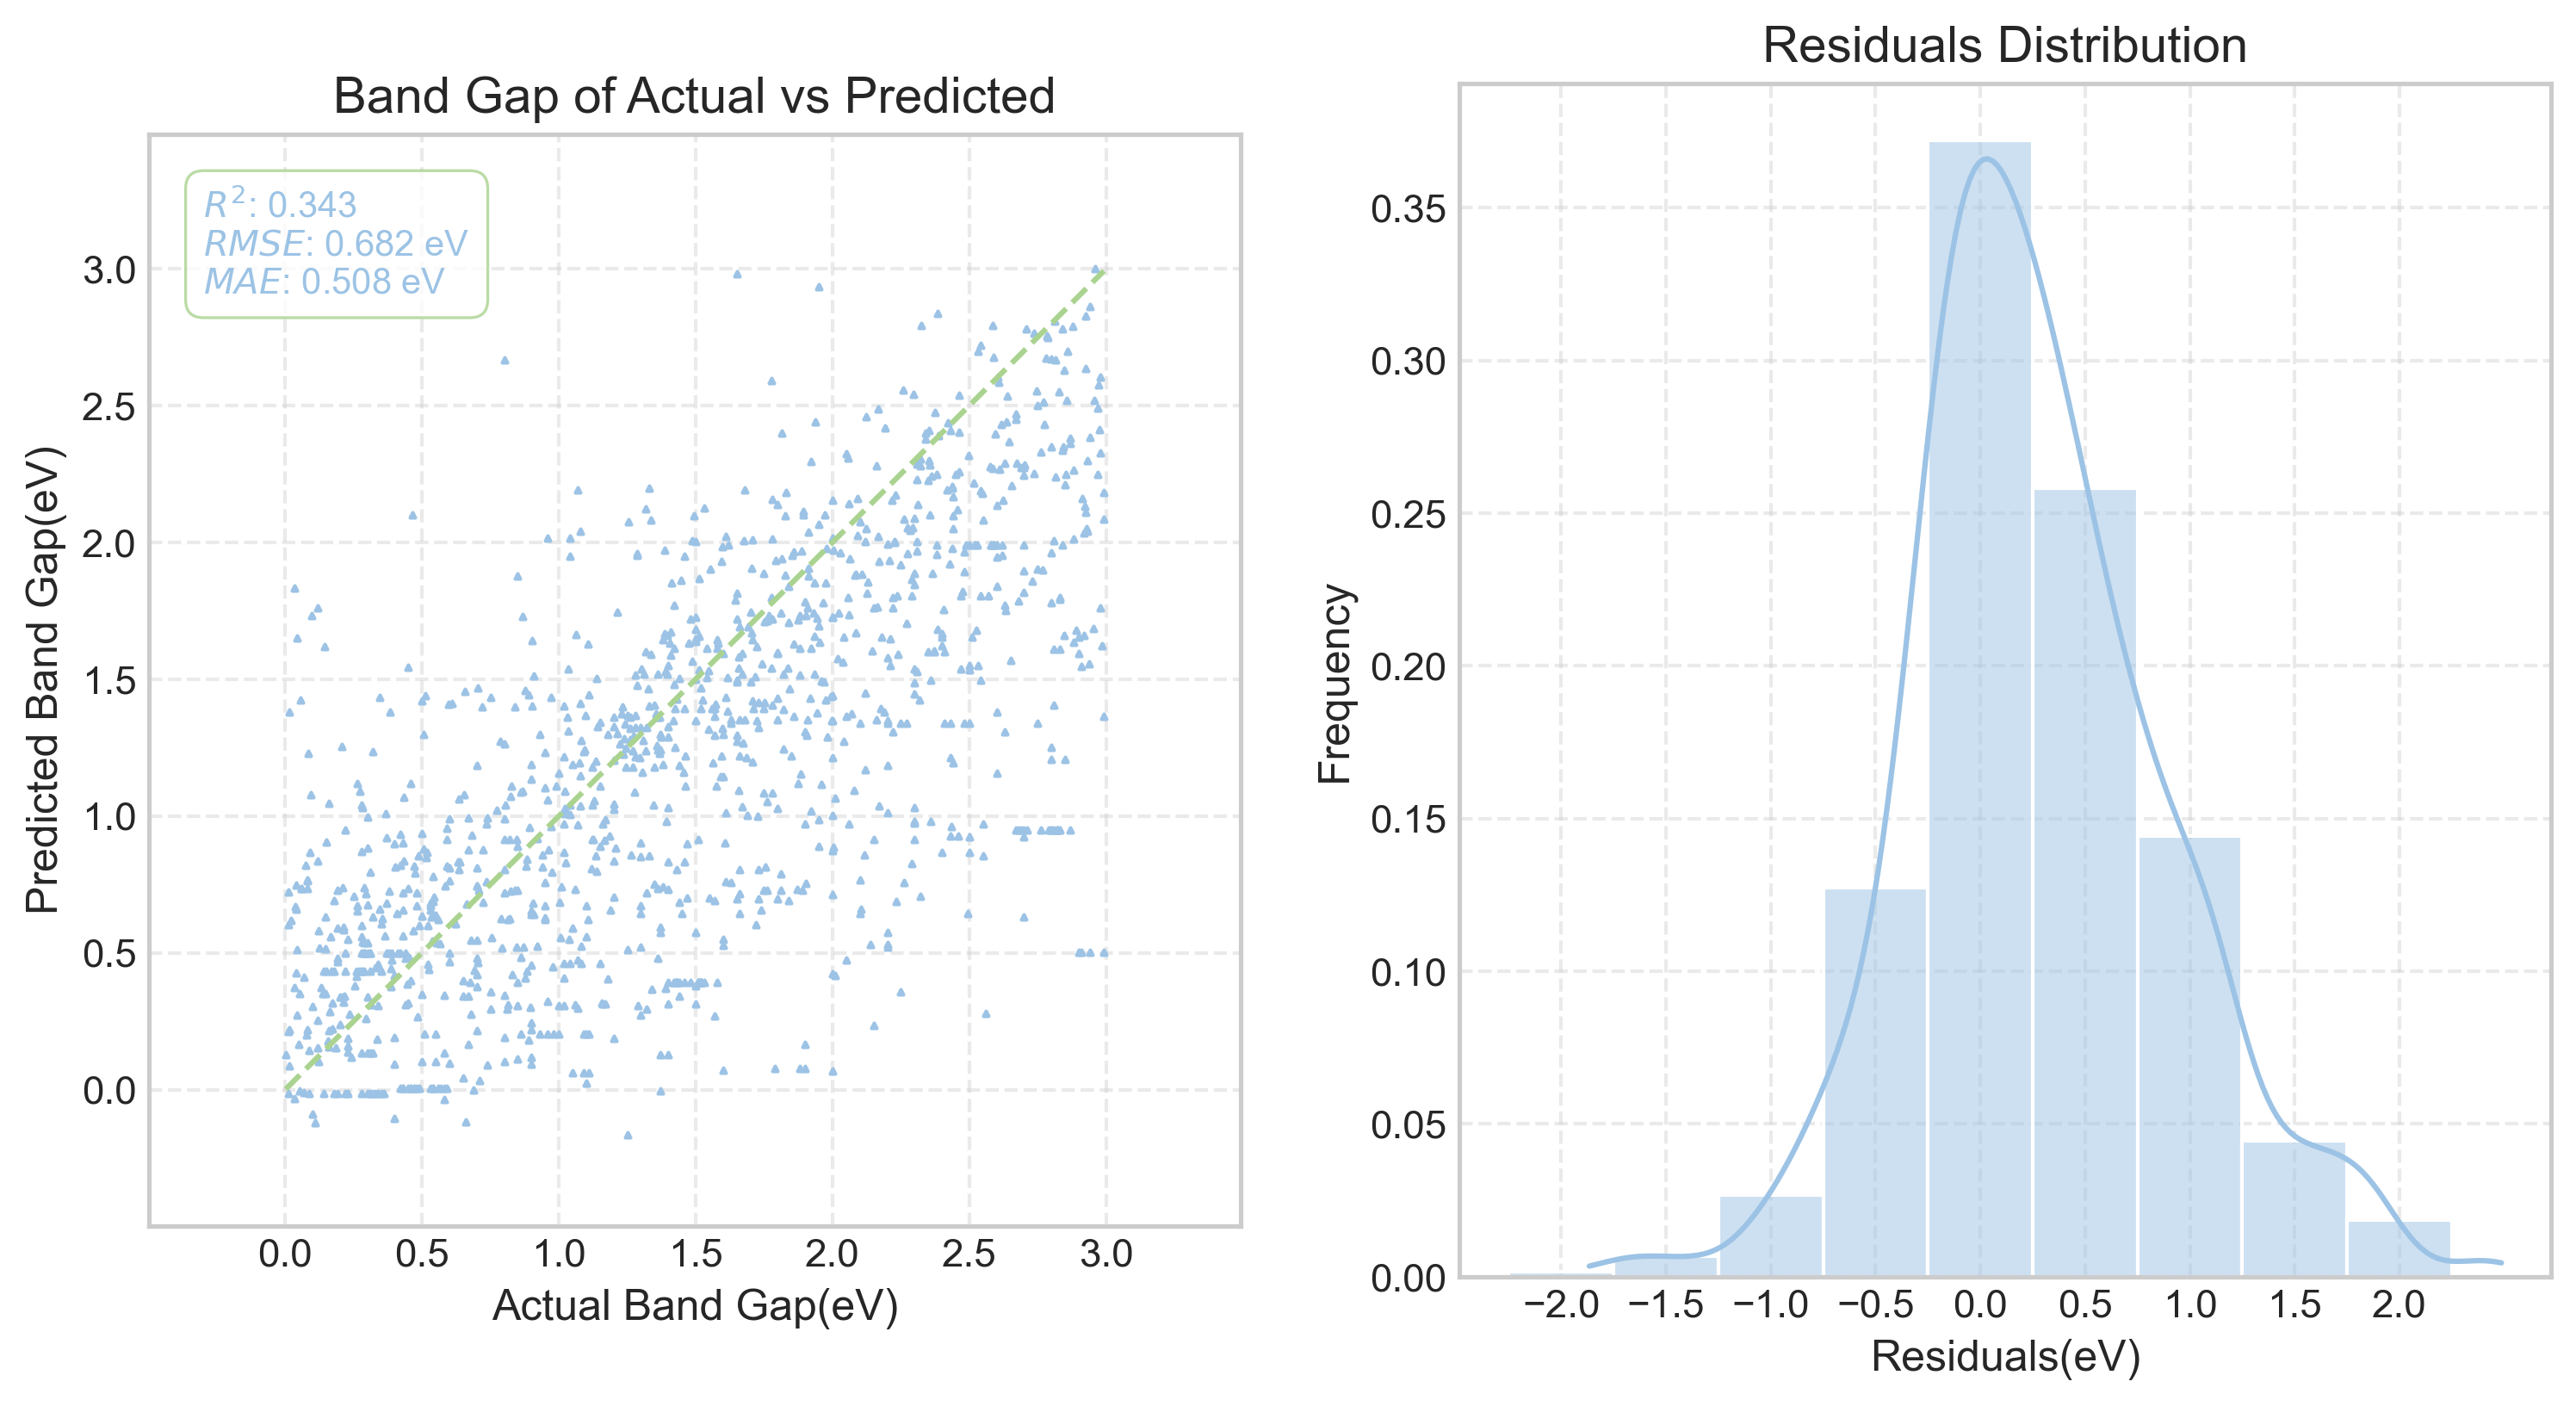 Band Gap of Actual vs Predicted
R²: 0.343
RMSE: 0.682 eV
MAE: 0.508 eV
Predicted Band Gap(eV)
3.0
2.5
2.0
1.5
1.0
0.5
0.0
0.0 0.5 1.0 1.5 2.0 2.5 3.0
Actual Band Gap(eV)
Residuals Distribution
Frequency
0.35
0.30
0.25
0.20
0.15
0.10
0.05
0.00
−2.0 −1.5 −1.0 −0.5 0.0 0.5 1.0 1.5 2.0
Residuals(eV)